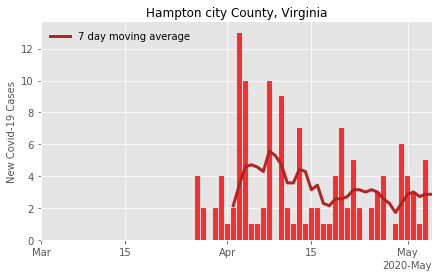 Hampton city County, Virginia
7 day moving average
New Covid-19 Cases
12
10
8
6
4
2
0
Mar 15 Apr 15 May
2020-May